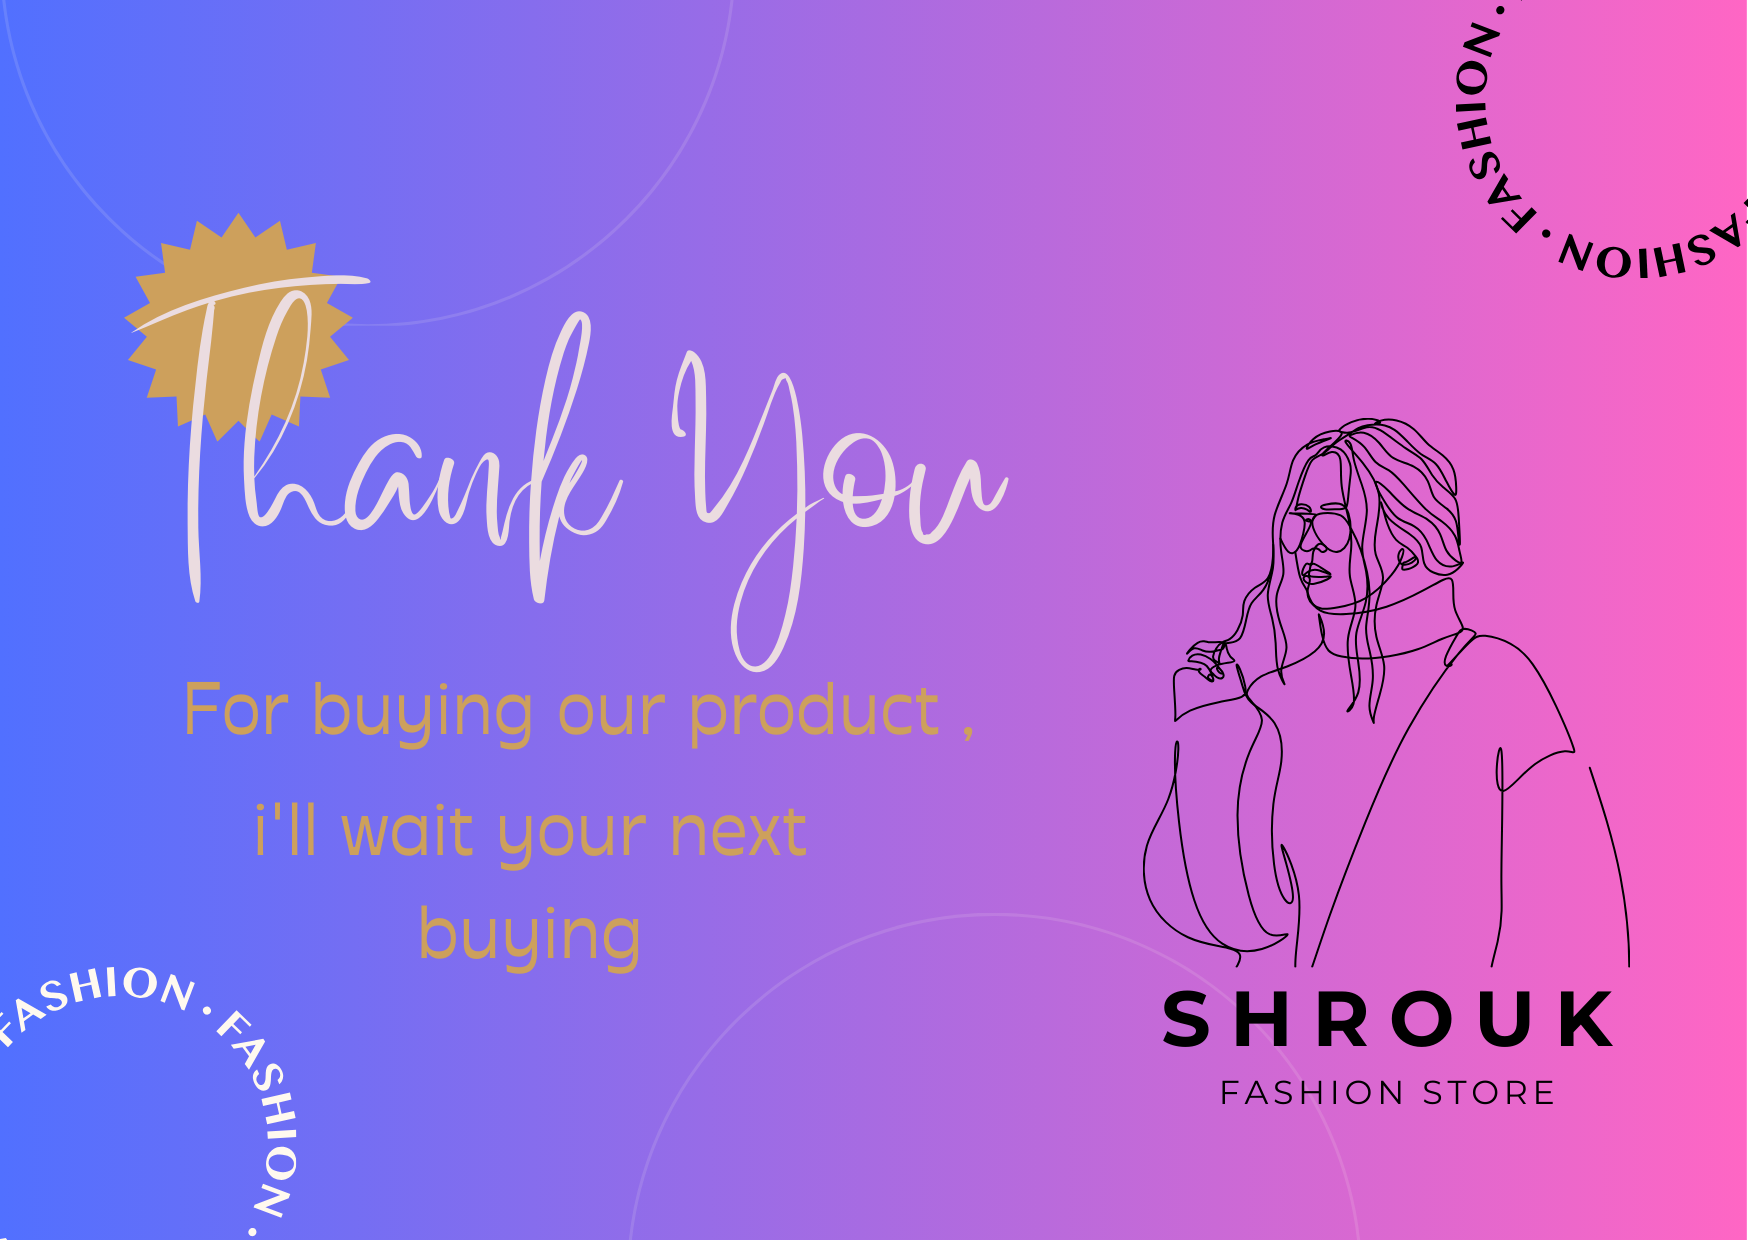 FASHION • FASHION
Thank You
For buying our product ,
i'll wait your next
buying
SHROUK
FASHION STORE
FASHION • FASHION •